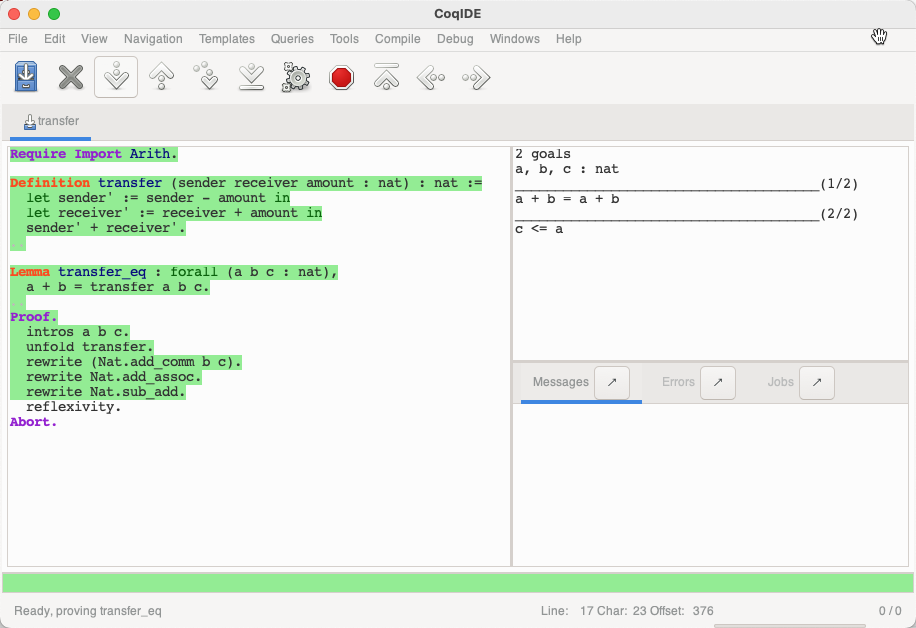 CoqIDE
File Edit View Navigation Templates Queries Tools Compile Debug Windows Help
transfer
Require Import Arith.
Definition transfer (sender receiver amount : nat) : nat :=
let sender' := sender - amount in
let receiver' := receiver + amount in
sender' + receiver'.
Lemma transfer_eq : forall (a b c : nat),
a + b = transfer a b c.
Proof.
intros a b c.
unfold transfer.
rewrite (Nat.add_comm b c).
rewrite Nat.add_assoc.
rewrite Nat.sub_add.
reflexivity.
Abort.
2 goals
a, b, c : nat
(1/2)
a + b = a + b
(2/2)
c <= a
Messages Errors Jobs
Ready, proving transfer_eq
Line: 17 Char: 23 Offset: 376
0 / 0